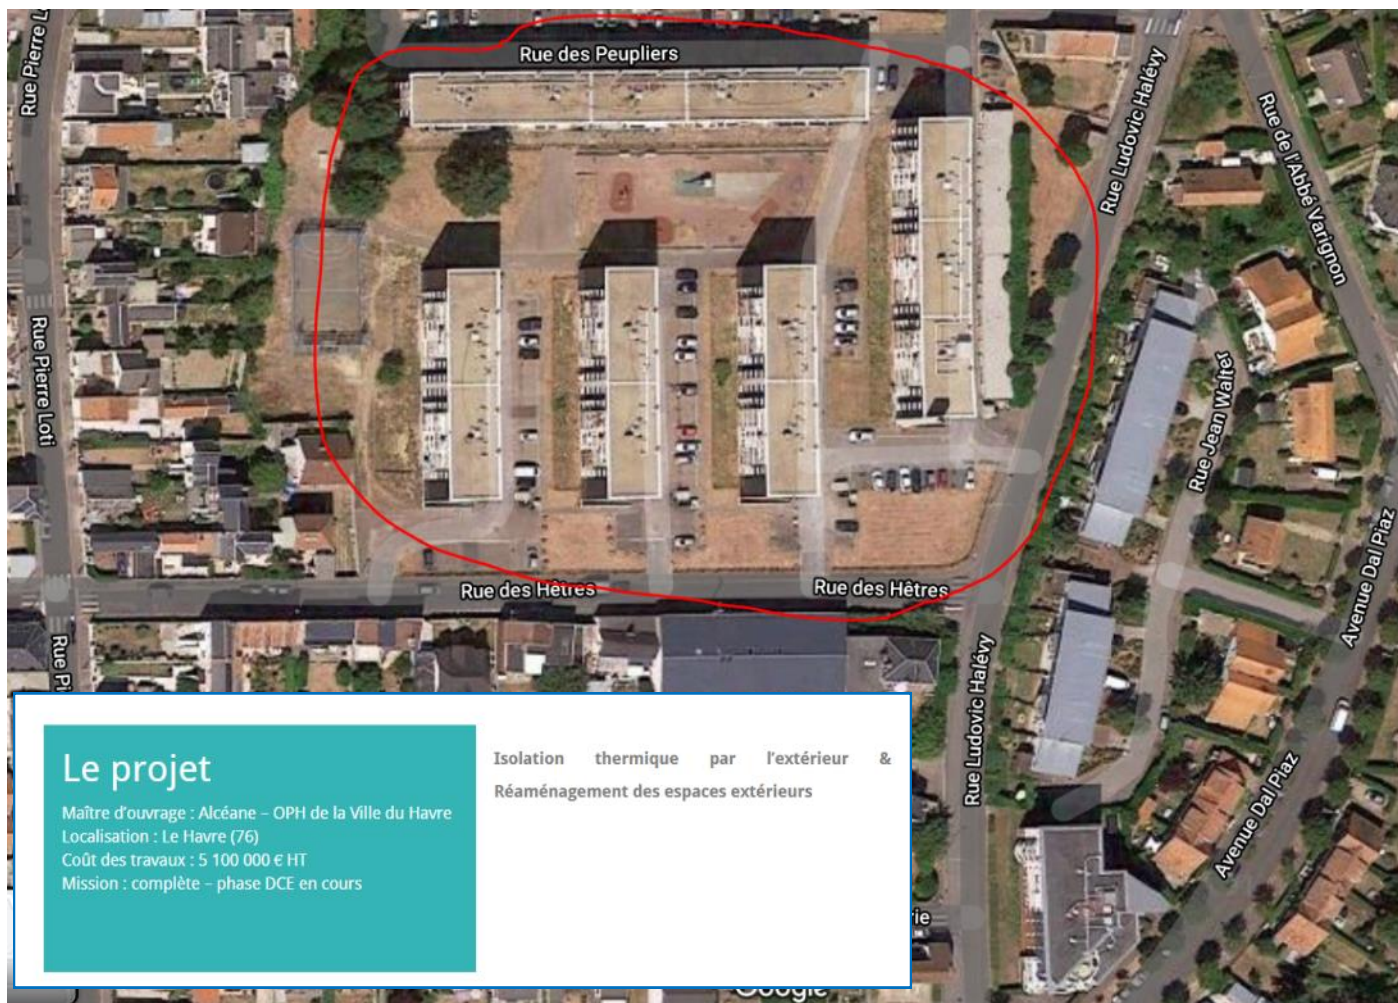 Rue Pierre Lo
Rue des Peupliers
Rue Ludovic Halévy
Rue de l'Abbé Varignon
Rue Pierre Loti
Rue Jean Walter
Rue des Hêtres
Rue des Hêtres
Avenue Dal Piaz
Rue Pi
Rue Ludovic Halévy
Avenue Dal Piaz
Le projet
Maître d'ouvrage : Alcéane – OPH de la Ville du Havre
Localisation : Le Havre (76)
Coût des travaux : 5 100 000 € HT
Mission : complète – phase DCE en cours
Isolation thermique par l'extérieur &
Réaménagement des espaces extérieurs
rie
Google